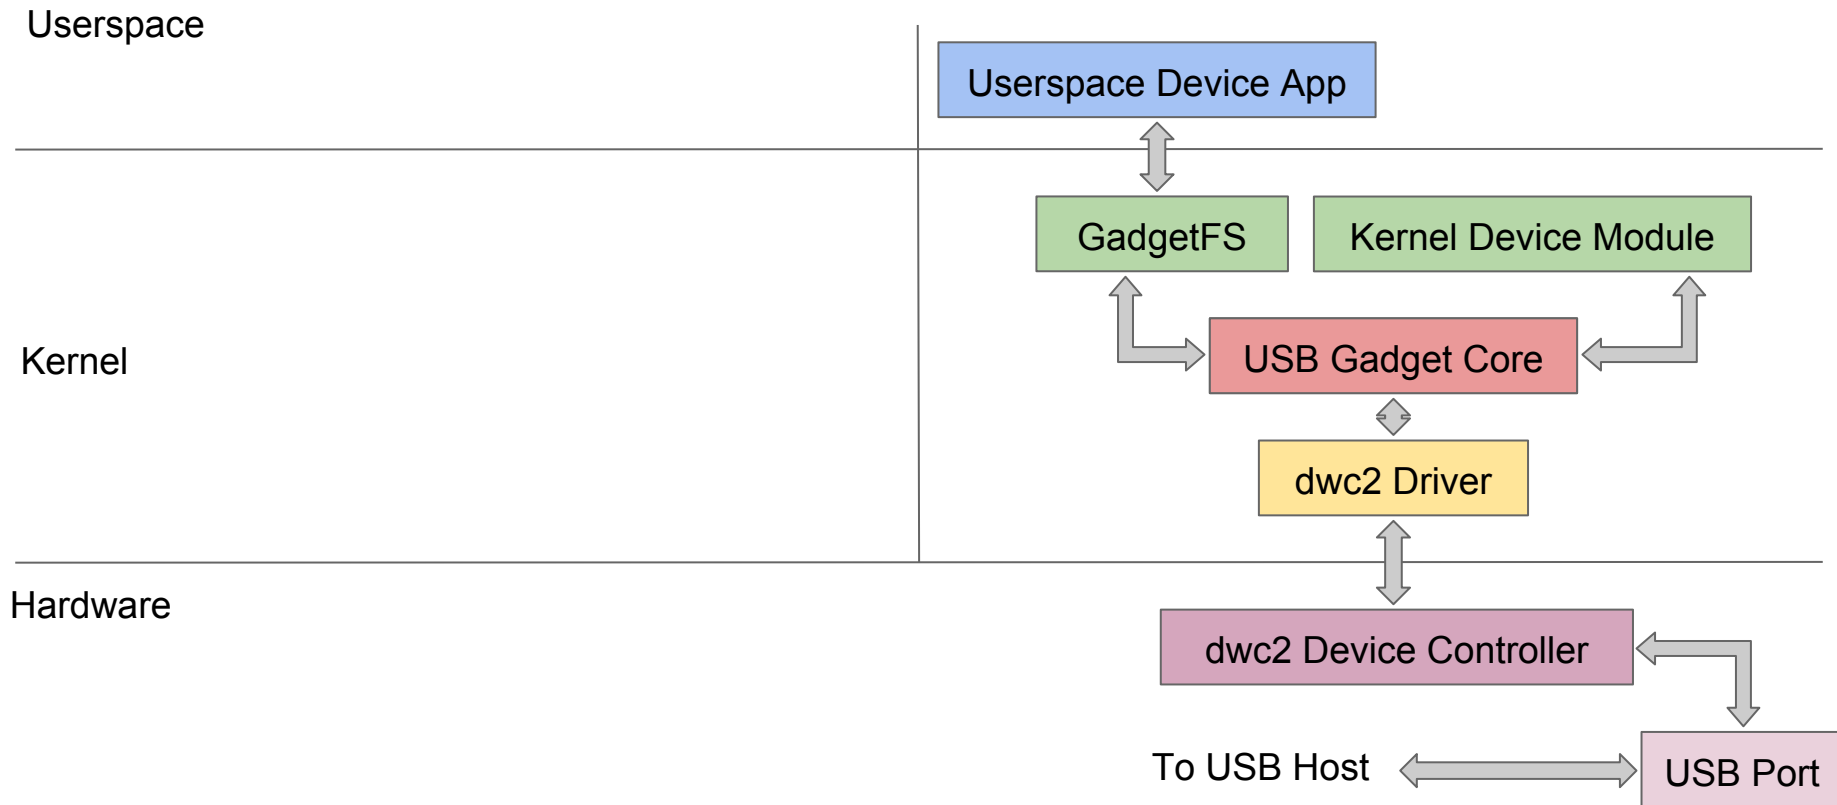 Userspace
Userspace Device App
GadgetFS
Kernel Device Module
Kernel
USB Gadget Core
dwc2 Driver
Hardware
dwc2 Device Controller
To USB Host
USB Port